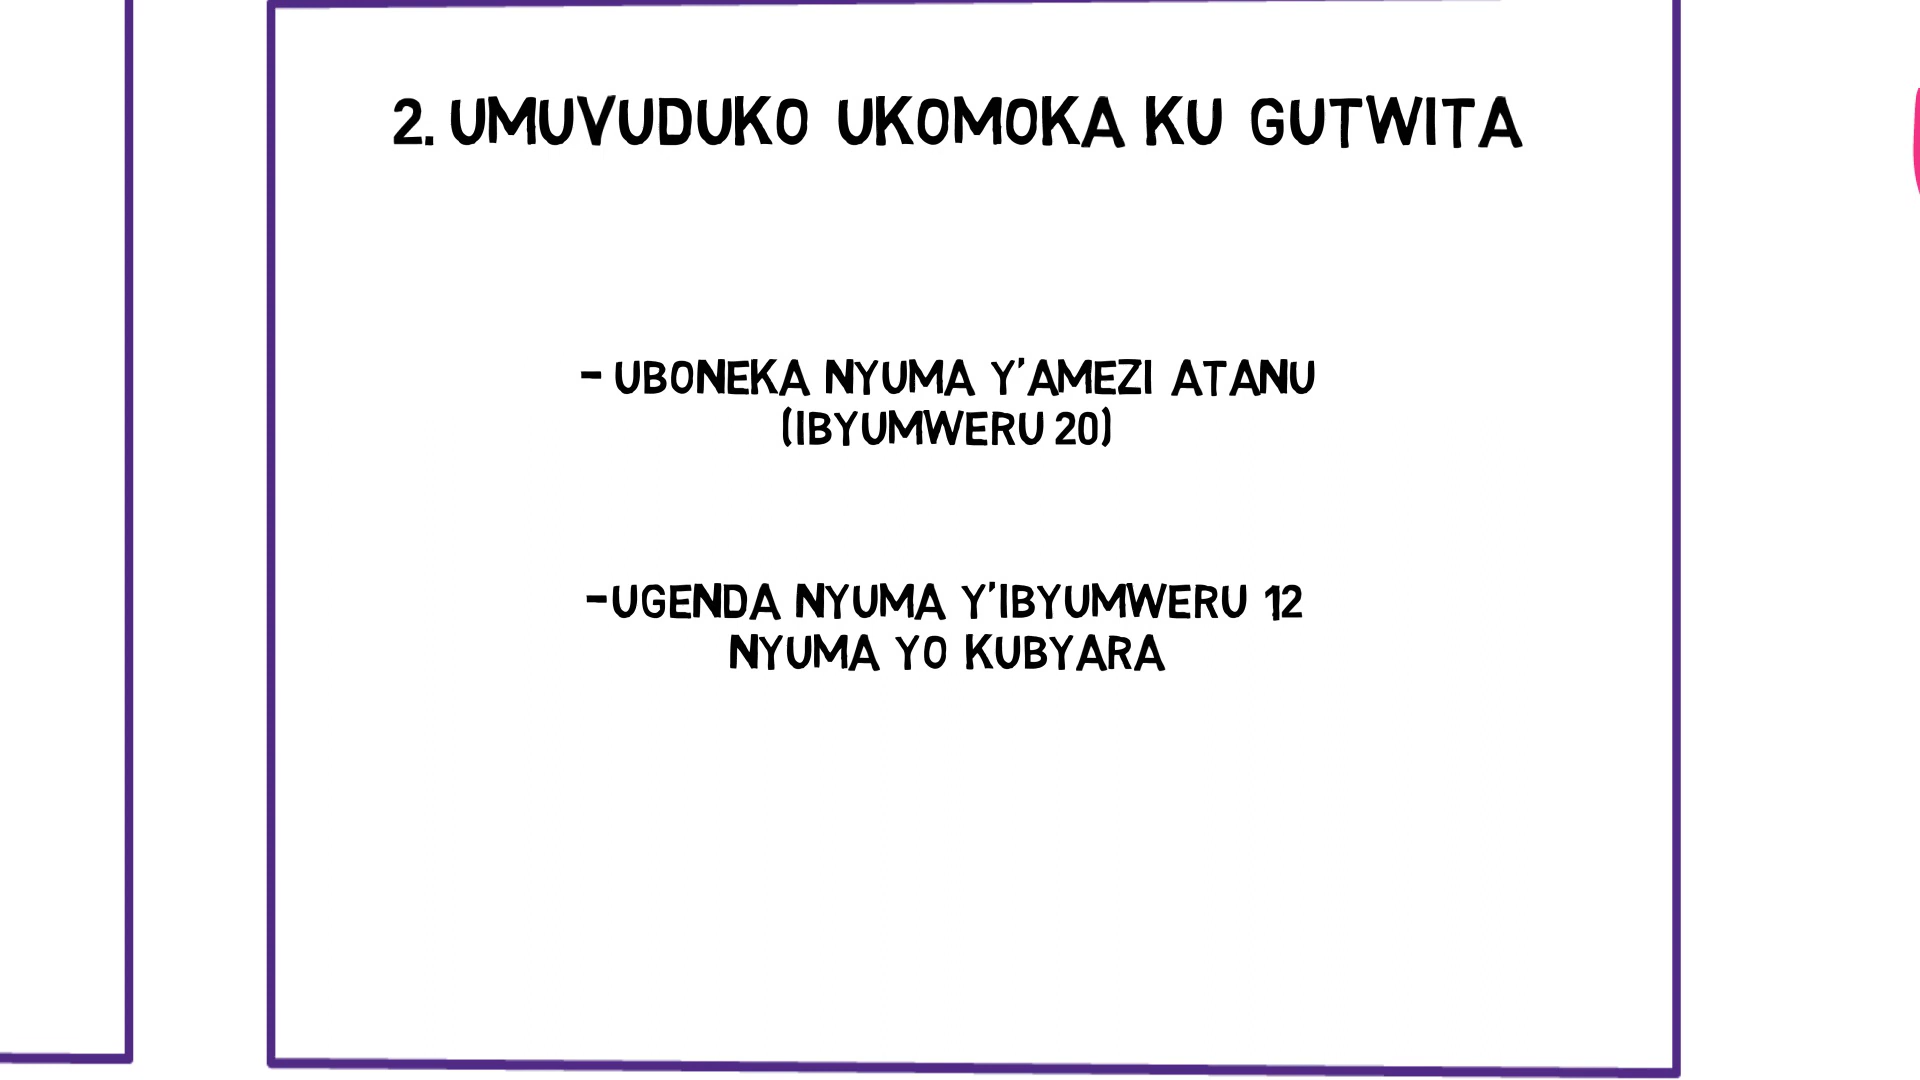 2. UMUVUDUKO UKOMOKA KU GUTWITA
- UBONEKA NYUMA Y'AMEZI ATANU
(IBYUMWERU 20)
-UGENDA NYUMA Y'IBYUMWERU 12
NYUMA YO KUBYARA